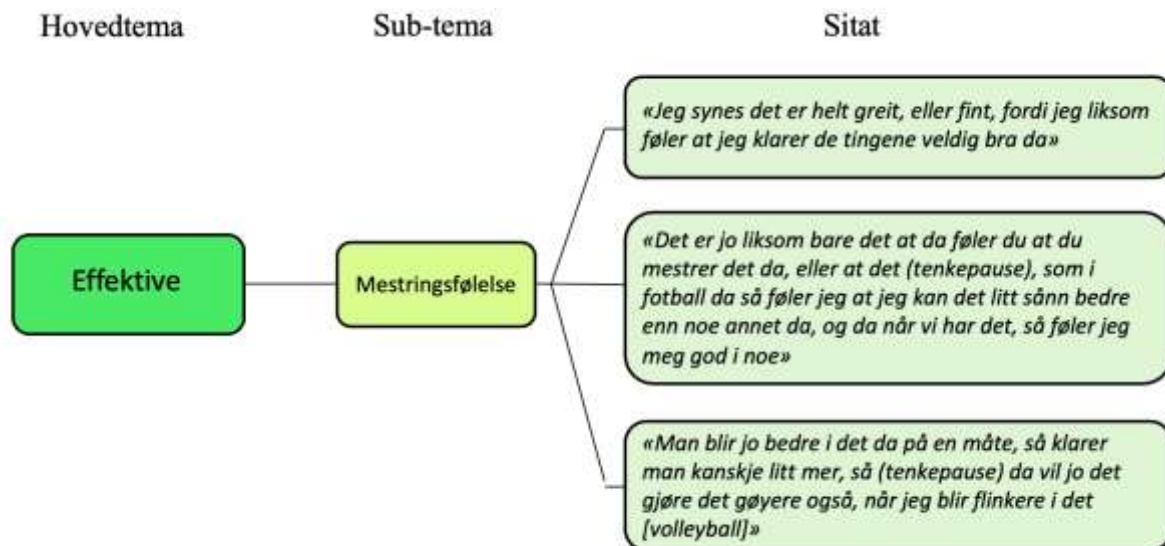 Hovedtema
Sub-tema
Sitat
Effektive
Mestringsfølelse
«Jeg synes det er helt greit, eller fint, fordi jeg liksom
føler at jeg klarer de tingene veldig bra da»
«Det er jo liksom bare det at da føler du at du
mestrer det da, eller at det (tenkepause), som i
fotball da så føler jeg at jeg kan det litt sånn bedre
enn noe annet da, og da når vi har det, så føler jeg
meg god i noe»
«Man blir jo bedre i det da på en måte, så klarer
man kanskje litt mer, så (tenkepause) da vil jo det
gjøre det gøyere også, når jeg blir flinkere i det
[volleyball]»